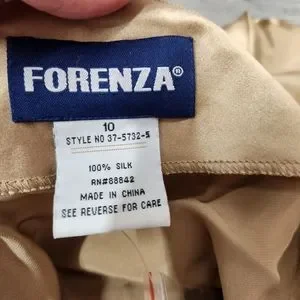 FORENZA®
10
STYLE NO 37-5732-5
100% SILK
RN#88842
MADE IN CHINA
SEE REVERSE FOR CARE